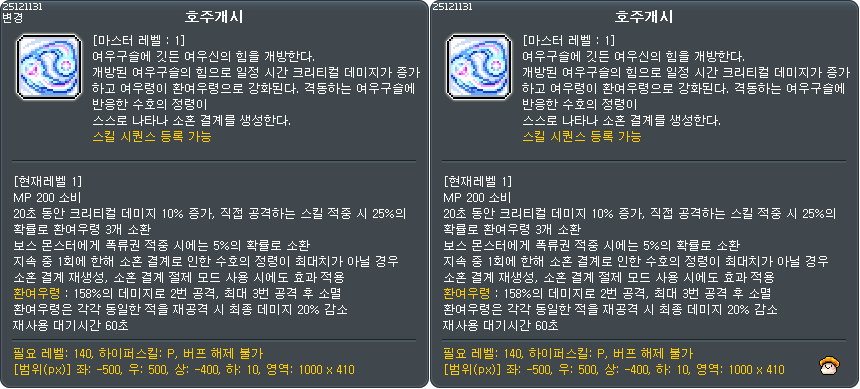 25121131
변경
호주개시
[마스터 레벨 : 1]
여우구슬에 깃든 여우신의 힘을 개방한다.
개방된 여우구슬의 힘으로 일정 시간 크리티컬 데미지가 증가
하고 여우령이 환여우령으로 강화된다. 격동하는 여우구슬에
반응한 수호의 정령이
스스로 나타나 소혼 결계를 생성한다.
스킬 시퀀스 등록 가능
[현재레벨 1]
MP 200 소비
20초 동안 크리티컬 데미지 10% 증가, 직접 공격하는 스킬 적중 시 25%의
확률로 환여우령 3개 소환
보스 몬스터에게 폭류권 적중 시에는 5%의 확률로 소환
지속 중 1회에 한해 소혼 결계로 인한 수호의 정령이 최대치가 아닐 경우
소혼 결계 재생성, 소혼 결계 절제 모드 사용 시에도 효과 적용
환여우령 : 158%의 데미지로 2번 공격, 최대 3번 공격 후 소멸
환여우령은 각각 동일한 적을 재공격 시 최종 데미지 20% 감소
재사용 대기시간 60초
필요 레벨: 140, 하이퍼스킬: P, 버프 해제 불가
[범위(px)] 좌: -500, 우: 500, 상: -400, 하: 10, 영역: 1000 x 410
25121131
호주개시
[마스터 레벨 : 1]
여우구슬에 깃든 여우신의 힘을 개방한다.
개방된 여우구슬의 힘으로 일정 시간 크리티컬 데미지가 증가
하고 여우령이 환여우령으로 강화된다. 격동하는 여우구슬에
반응한 수호의 정령이
스스로 나타나 소혼 결계를 생성한다.
스킬 시퀀스 등록 가능
[현재레벨 1]
MP 200 소비
20초 동안 크리티컬 데미지 10% 증가, 직접 공격하는 스킬 적중 시 25%의
확률로 환여우령 3개 소환
보스 몬스터에게 폭류권 적중 시에는 5%의 확률로 소환
지속 중 1회에 한해 소혼 결계로 인한 수호의 정령이 최대치가 아닐 경우
소혼 결계 재생성, 소혼 결계 절제 모드 사용 시에도 효과 적용
환여우령 : 158%의 데미지로 2번 공격, 최대 3번 공격 후 소멸
환여우령은 각각 동일한 적을 재공격 시 최종 데미지 20% 감소
재사용 대기시간 60초
필요 레벨: 140, 하이퍼스킬: P, 버프 해제 불가
[범위(px)] 좌: -500, 우: 500, 상: -400, 하: 10, 영역: 1000 x 410